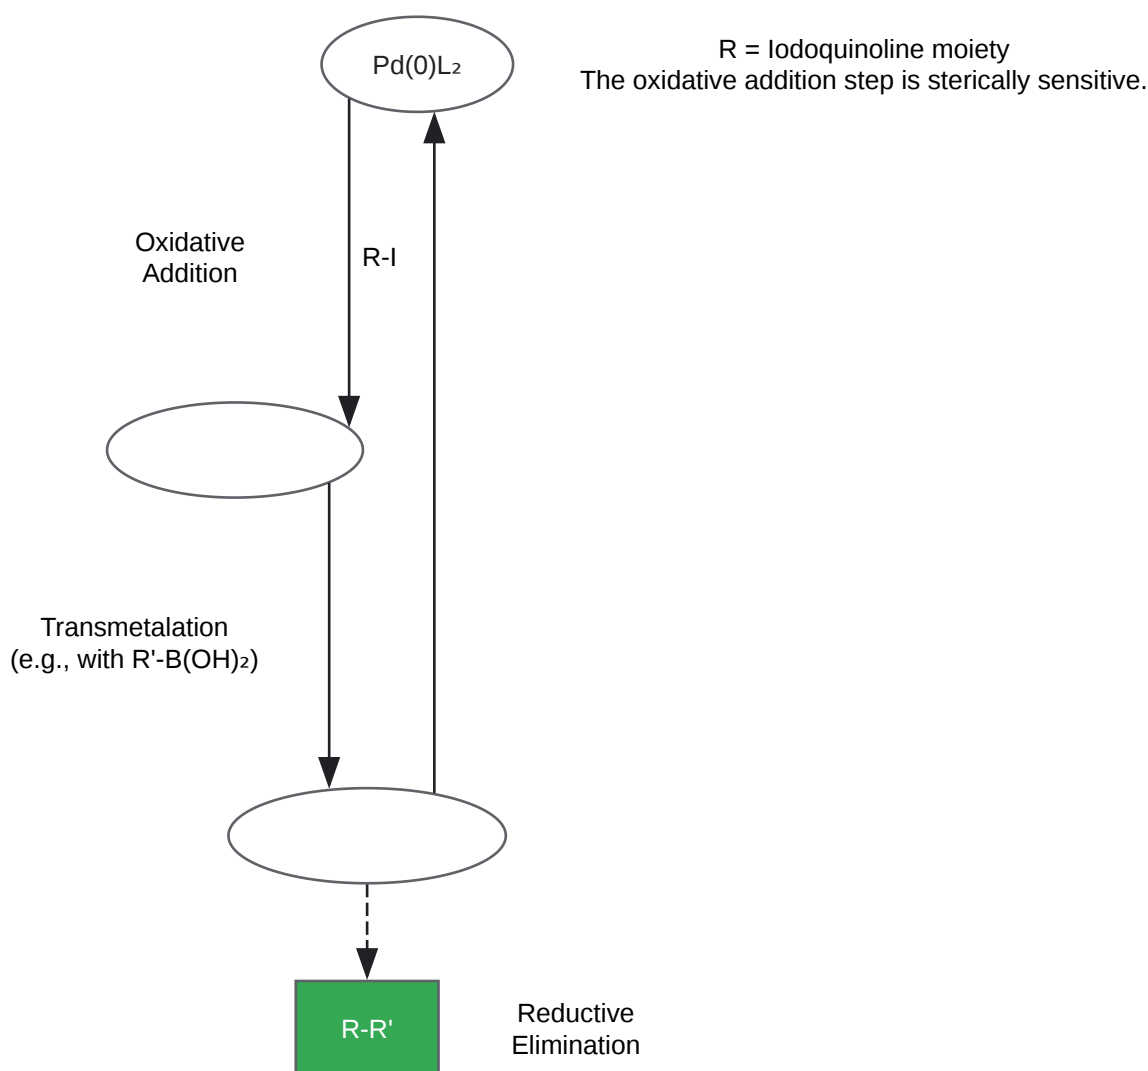 Pd(0)L₂
R = Iodoquinoline moiety
The oxidative addition step is sterically sensitive.
Oxidative
Addition
R-I
Transmetalation
(e.g., with R'-B(OH)₂)
R-R'
Reductive
Elimination